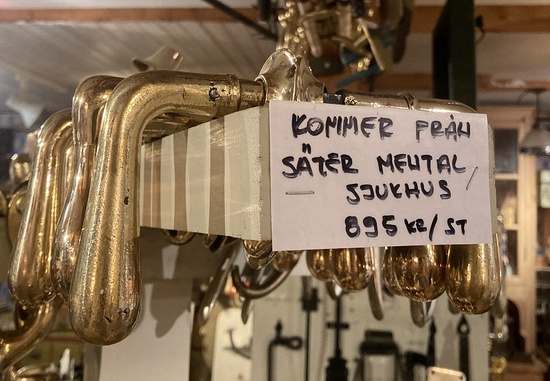 KOMMER FRÅN
SÄTER MENTAL
SJUKHUS
895 KR/ST